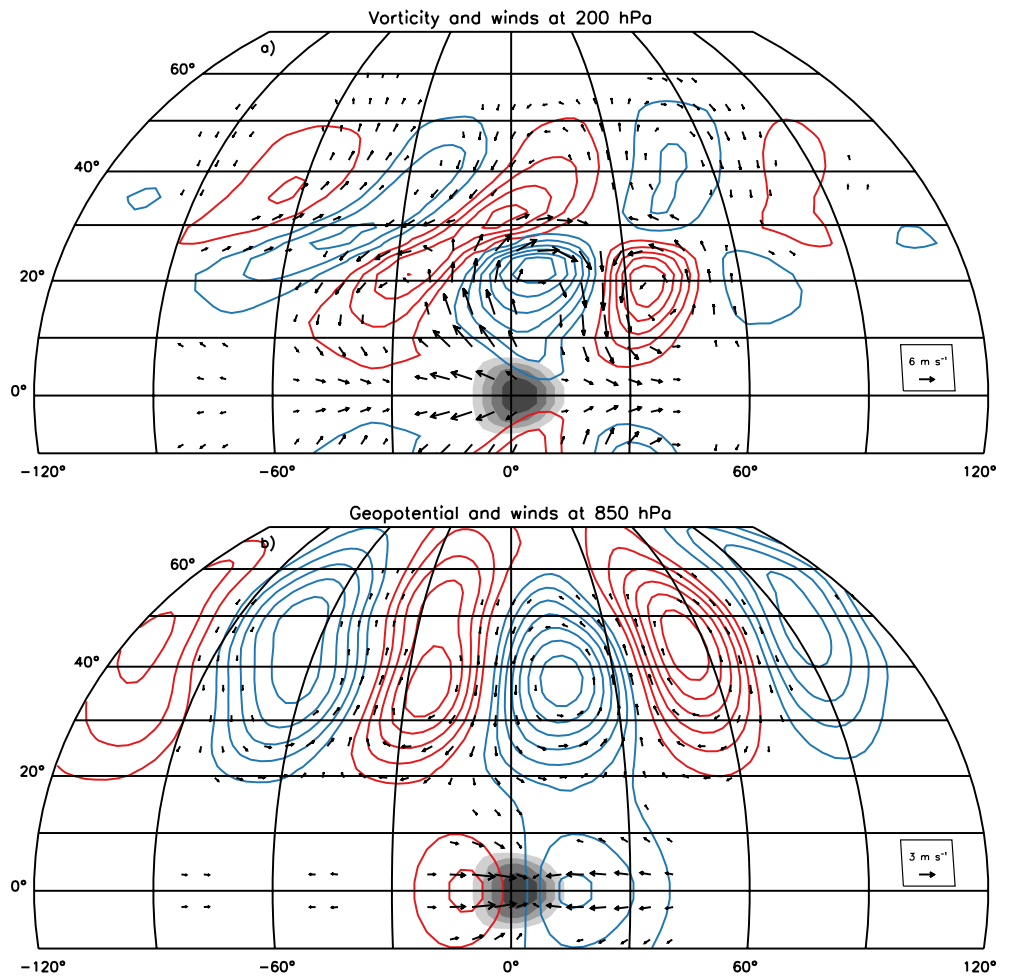 Vorticity and winds at 200 hPa
a)
60°
40°
20°
0°
6 m s⁻¹
-120° -60° 0° 60° 120°
Geopotential and winds at 850 hPa
b)
60°
40°
20°
0°
3 m s⁻¹
-120° -60° 0° 60° 120°